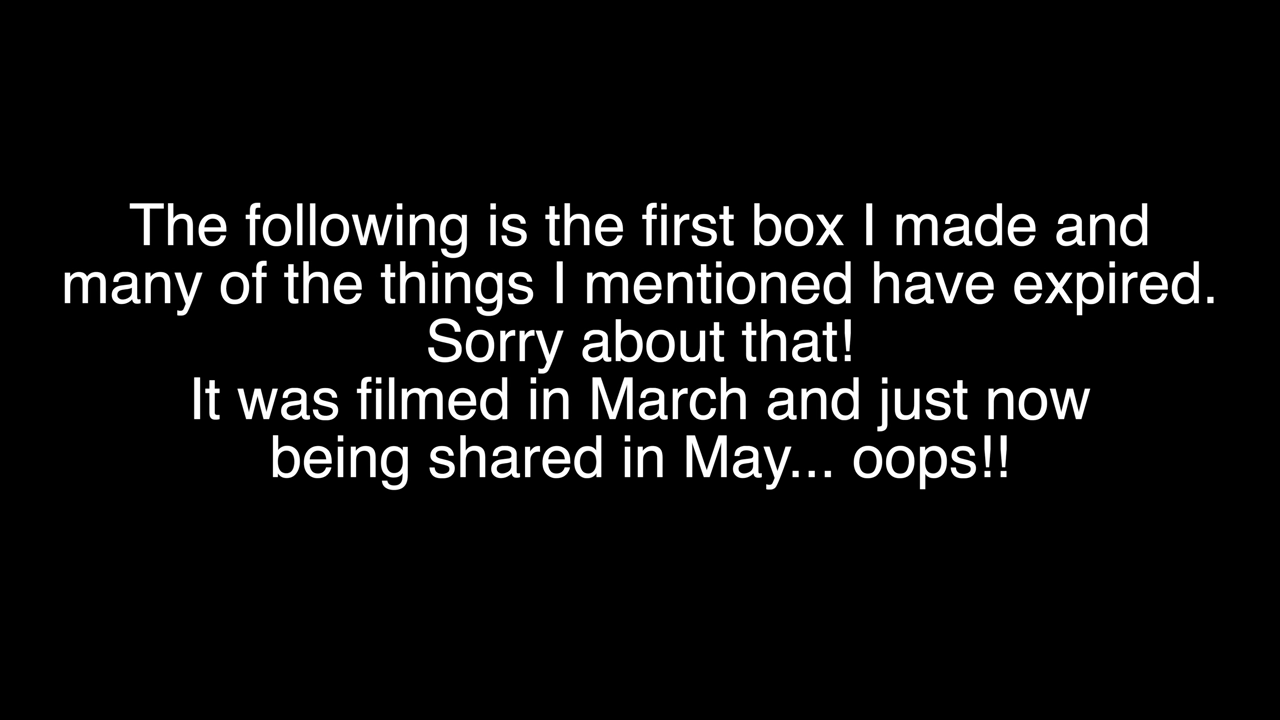 The following is the first box I made and
many of the things I mentioned have expired.
Sorry about that!
It was filmed in March and just now
being shared in May... oops!!